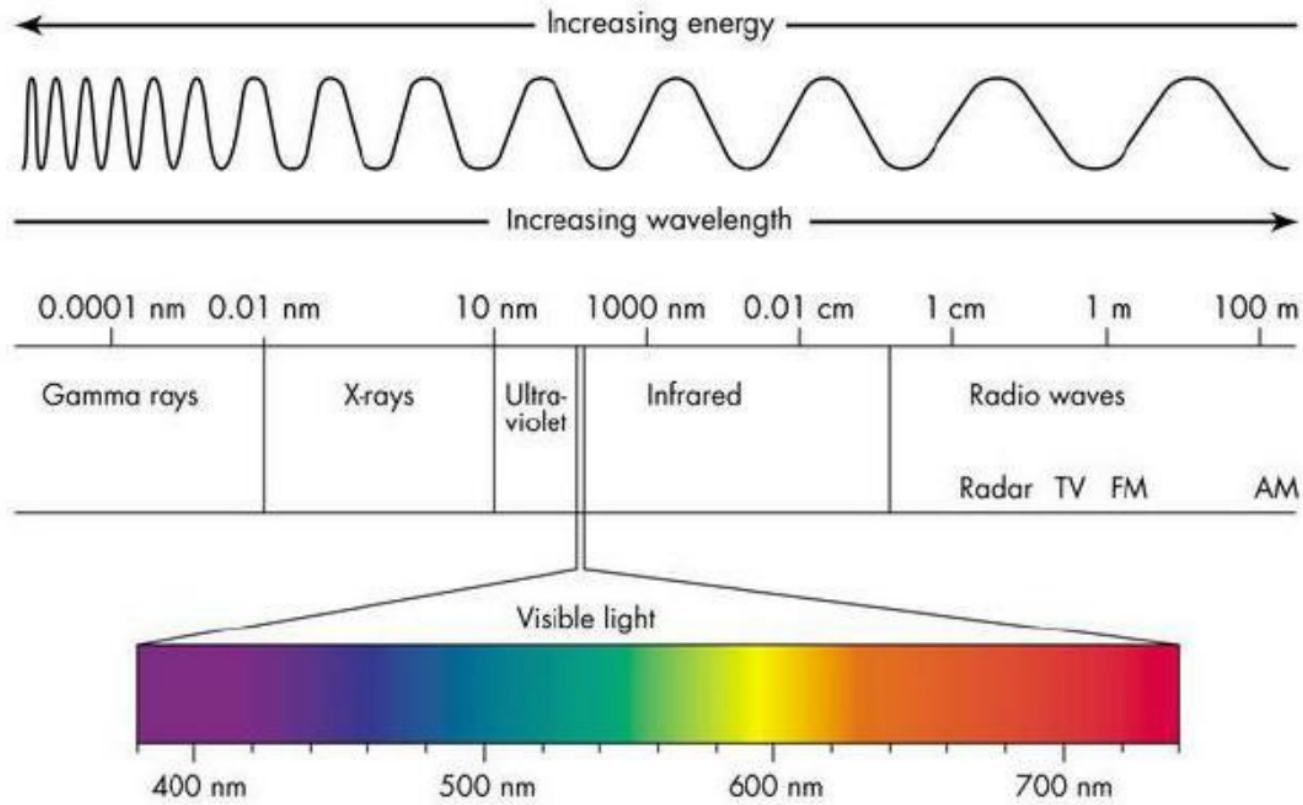 Increasing energy
Increasing wavelength
0.0001 nm 0.01 nm 10 nm 1000 nm 0.01 cm 1 cm 1 m 100 m
Gamma rays X-rays Ultra- Infrared Radio waves
violet
Radar TV FM AM
Visible light
400 nm 500 nm 600 nm 700 nm